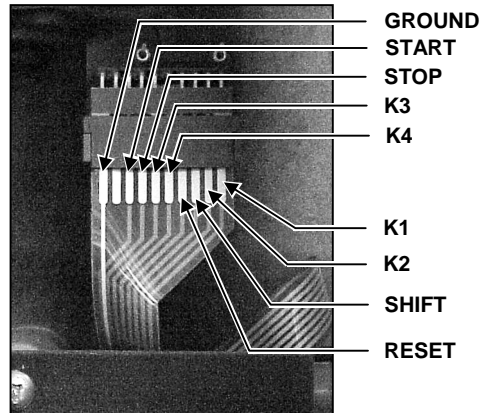 GROUND
START
STOP
K3
K4
K1
K2
SHIFT
RESET